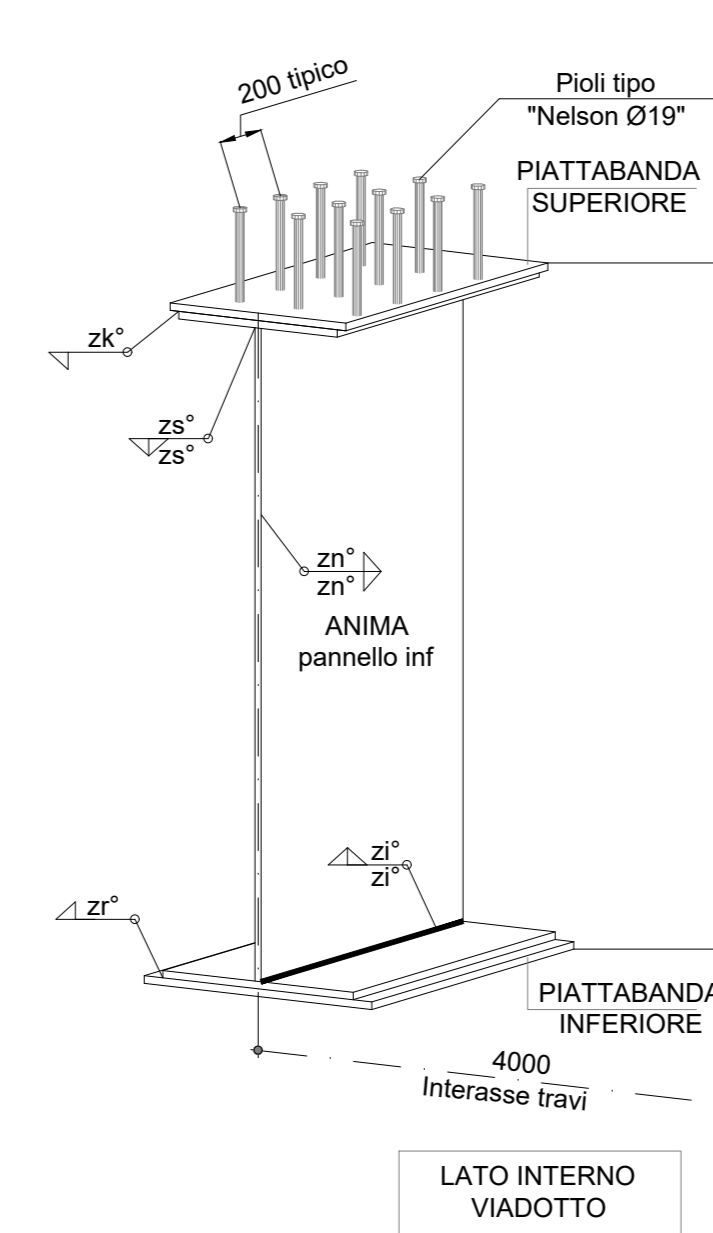 200 tipico
Pioli tipo
"Nelson Ø19"
PIATTABANDA
SUPERIORE
zk°
zs°
zs°
zn°
zn°
ANIMA
pannello inf
zi°
zi°
zr°
PIATTABANDA
INFERIORE
4000
Interasse travi
LATO INTERNO
VIADOTTO